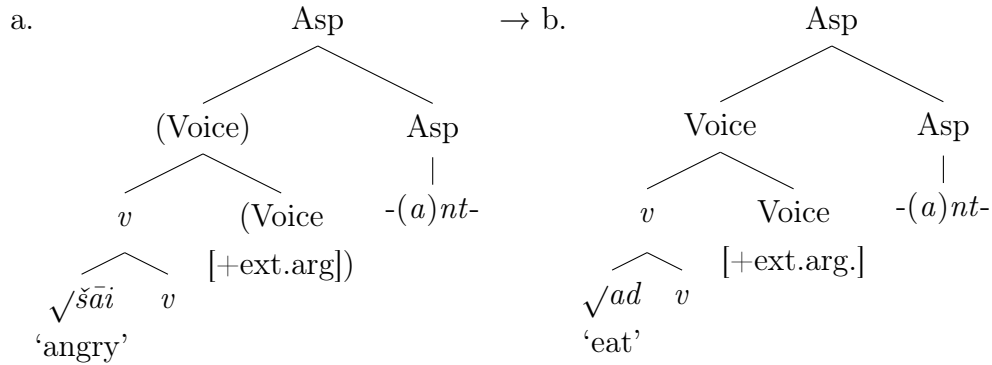 a. Asp → b. Asp
(Voice) Asp Voice Asp
v (Voice -(a)nt- v Voice -(a)nt-
[+ext.arg]) [+ext.arg.]
√šāi v √ad v
‘angry’ ‘eat’